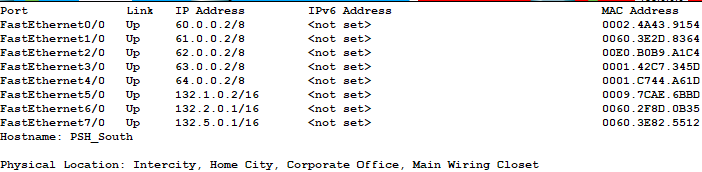 Port Link IP Address IPv6 Address MAC Address
FastEthernet0/0 Up 60.0.0.2/8 <not set> 0002.4A43.9154
FastEthernet1/0 Up 61.0.0.2/8 <not set> 0060.3E2D.8364
FastEthernet2/0 Up 62.0.0.2/8 <not set> 00E0.B0B9.A1C4
FastEthernet3/0 Up 63.0.0.2/8 <not set> 0001.42C7.345D
FastEthernet4/0 Up 64.0.0.2/8 <not set> 0001.C744.A61D
FastEthernet5/0 Up 132.1.0.2/16 <not set> 0009.7CAE.6BBD
FastEthernet6/0 Up 132.2.0.1/16 <not set> 0060.2F8D.0B35
FastEthernet7/0 Up 132.5.0.1/16 <not set> 0060.3E82.5512
Hostname: PSH_South
Physical Location: Intercity, Home City, Corporate Office, Main Wiring Closet